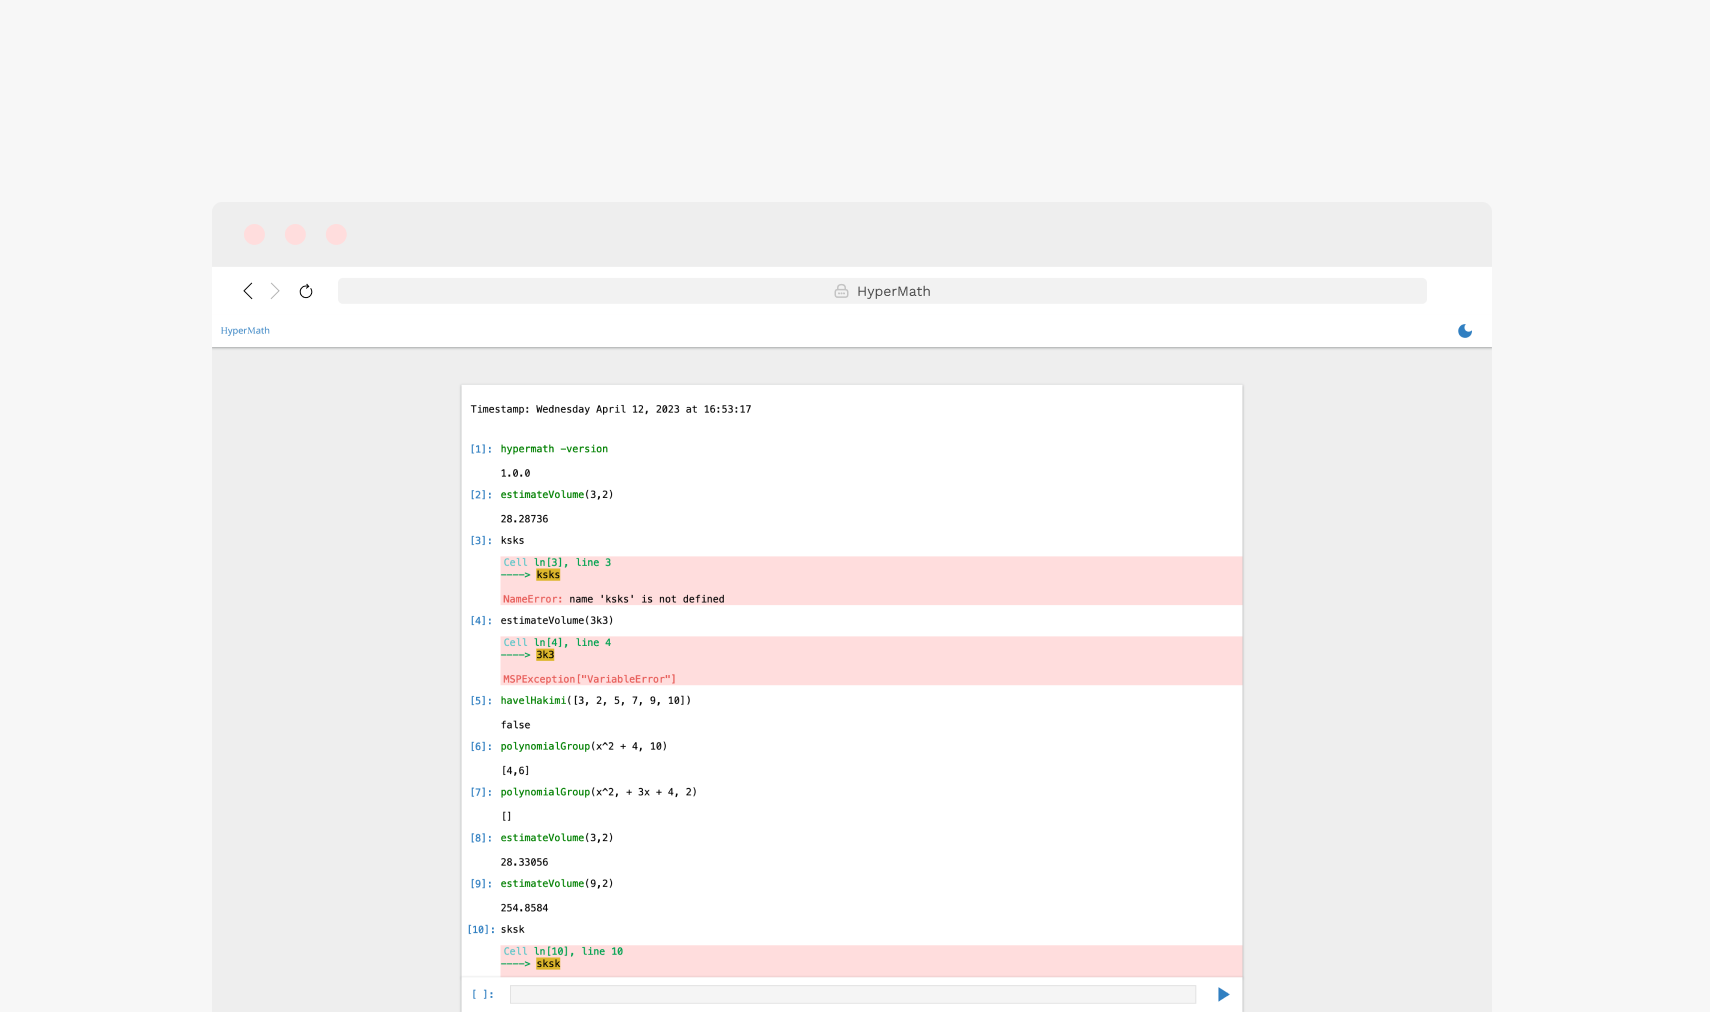 HyperMath
HyperMath
Timestamp: Wednesday April 12, 2023 at 16:53:17
[1]: hypermath -version
1.0.0
[2]: estimateVolume(3,2)
28.28736
[3]: ksks
Cell ln[3], line 3
----> ksks
NameError: name 'ksks' is not defined
[4]: estimateVolume(3k3)
Cell ln[4], line 4
----> 3k3
MSPException["VariableError"]
[5]: havelHakimi([3, 2, 5, 7, 9, 10])
false
[6]: polynomialGroup(x^2 + 4, 10)
[4,6]
[7]: polynomialGroup(x^2, + 3x + 4, 2)
[]
[8]: estimateVolume(3,2)
28.33056
[9]: estimateVolume(9,2)
254.8584
[10]: sksk
Cell ln[10], line 10
----> sksk
[ ]: